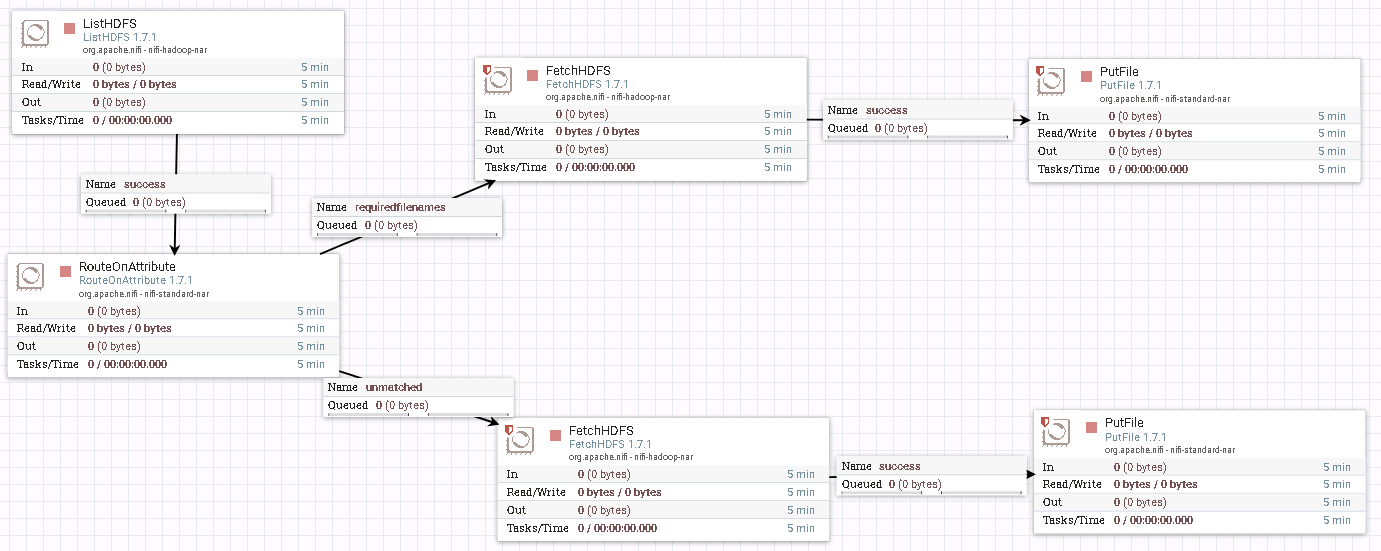 ListHDFS
ListHDFS 1.7.1
org.apache.nifi - nifi-hadoop-nar
In 0 (0 bytes) 5 min
Read/Write 0 bytes / 0 bytes 5 min
Out 0 (0 bytes) 5 min
Tasks/Time 0 / 00:00:00.000 5 min
Name success
Queued 0 (0 bytes)
RouteOnAttribute
RouteOnAttribute 1.7.1
org.apache.nifi - nifi-standard-nar
In 0 (0 bytes) 5 min
Read/Write 0 bytes / 0 bytes 5 min
Out 0 (0 bytes) 5 min
Tasks/Time 0 / 00:00:00.000 5 min
Name requiredfilenames
Queued 0 (0 bytes)
FetchHDFS
FetchHDFS 1.7.1
org.apache.nifi - nifi-hadoop-nar
In 0 (0 bytes) 5 min
Read/Write 0 bytes / 0 bytes 5 min
Out 0 (0 bytes) 5 min
Tasks/Time 0 / 00:00:00.000 5 min
Name success
Queued 0 (0 bytes)
PutFile
PutFile 1.7.1
org.apache.nifi - nifi-standard-nar
In 0 (0 bytes) 5 min
Read/Write 0 bytes / 0 bytes 5 min
Out 0 (0 bytes) 5 min
Tasks/Time 0 / 00:00:00.000 5 min
Name unmatched
Queued 0 (0 bytes)
FetchHDFS
FetchHDFS 1.7.1
org.apache.nifi - nifi-hadoop-nar
In 0 (0 bytes) 5 min
Read/Write 0 bytes / 0 bytes 5 min
Out 0 (0 bytes) 5 min
Tasks/Time 0 / 00:00:00.000 5 min
Name success
Queued 0 (0 bytes)
PutFile
PutFile 1.7.1
org.apache.nifi - nifi-standard-nar
In 0 (0 bytes) 5 min
Read/Write 0 bytes / 0 bytes 5 min
Out 0 (0 bytes) 5 min
Tasks/Time 0 / 00:00:00.000 5 min